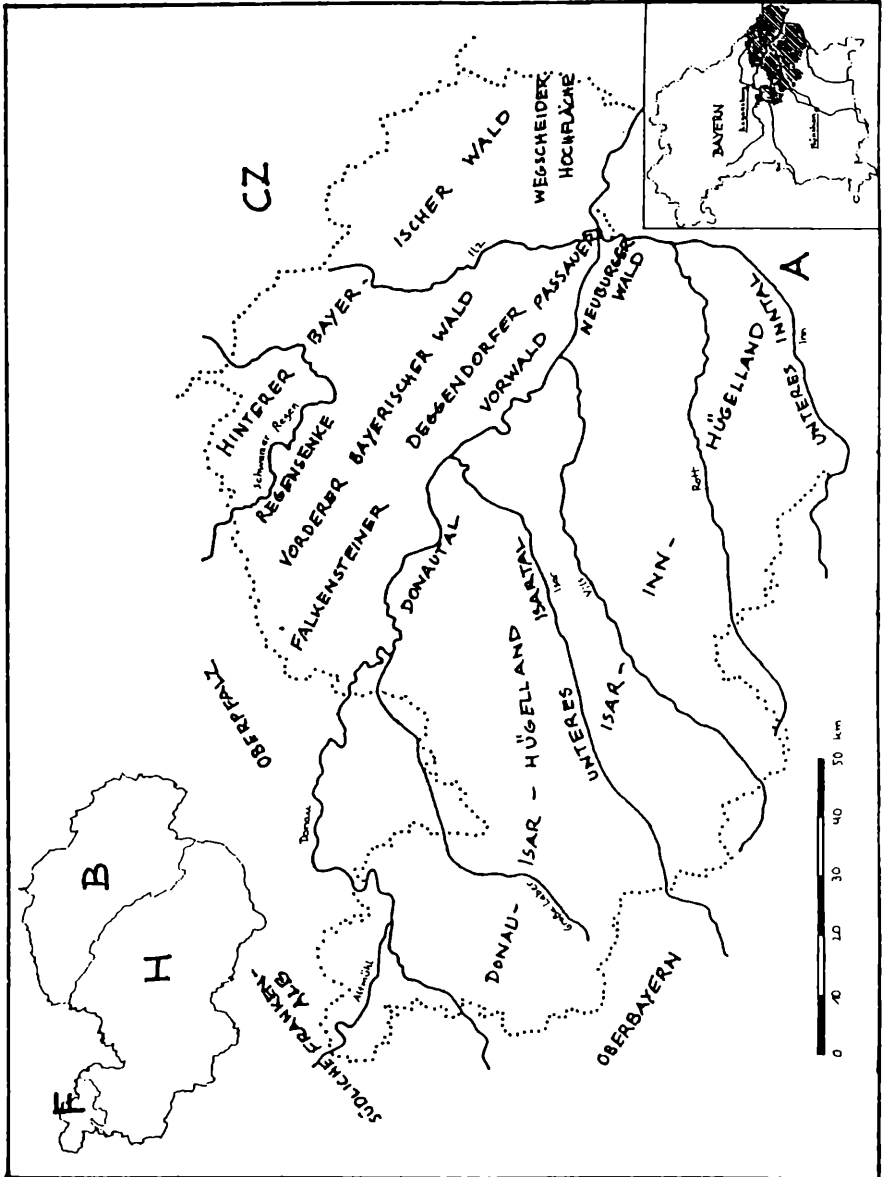 F
B
H
CZ
A
BAYERN
Regensburg
München
SÜDLICHE FRANKEN-
ALB
OBERPFALZ
OBERBAYERN
HINTERER BAYER-
ISCHER WALD
WEGSCHEIDER
HOCHFLÄCHE
Schwarzer Regen
REGENSENKE
VORDERER BAYERISCHER WALD
Ilz
FALKENSTEINER
VORWALD
DEGGENDORFER
PASSAUER
NEUBURGER
WALD
DONAUTAL
Donau
Altmühl
Große Laber
DONAU-
ISAR - HÜGELLAND
UNTERES ISARTAL
Isar
Vils
ISAR-
INN-
HÜGELLAND
Rott
UNTERES INNTAL
Inn
0 10 20 30 40 50 km